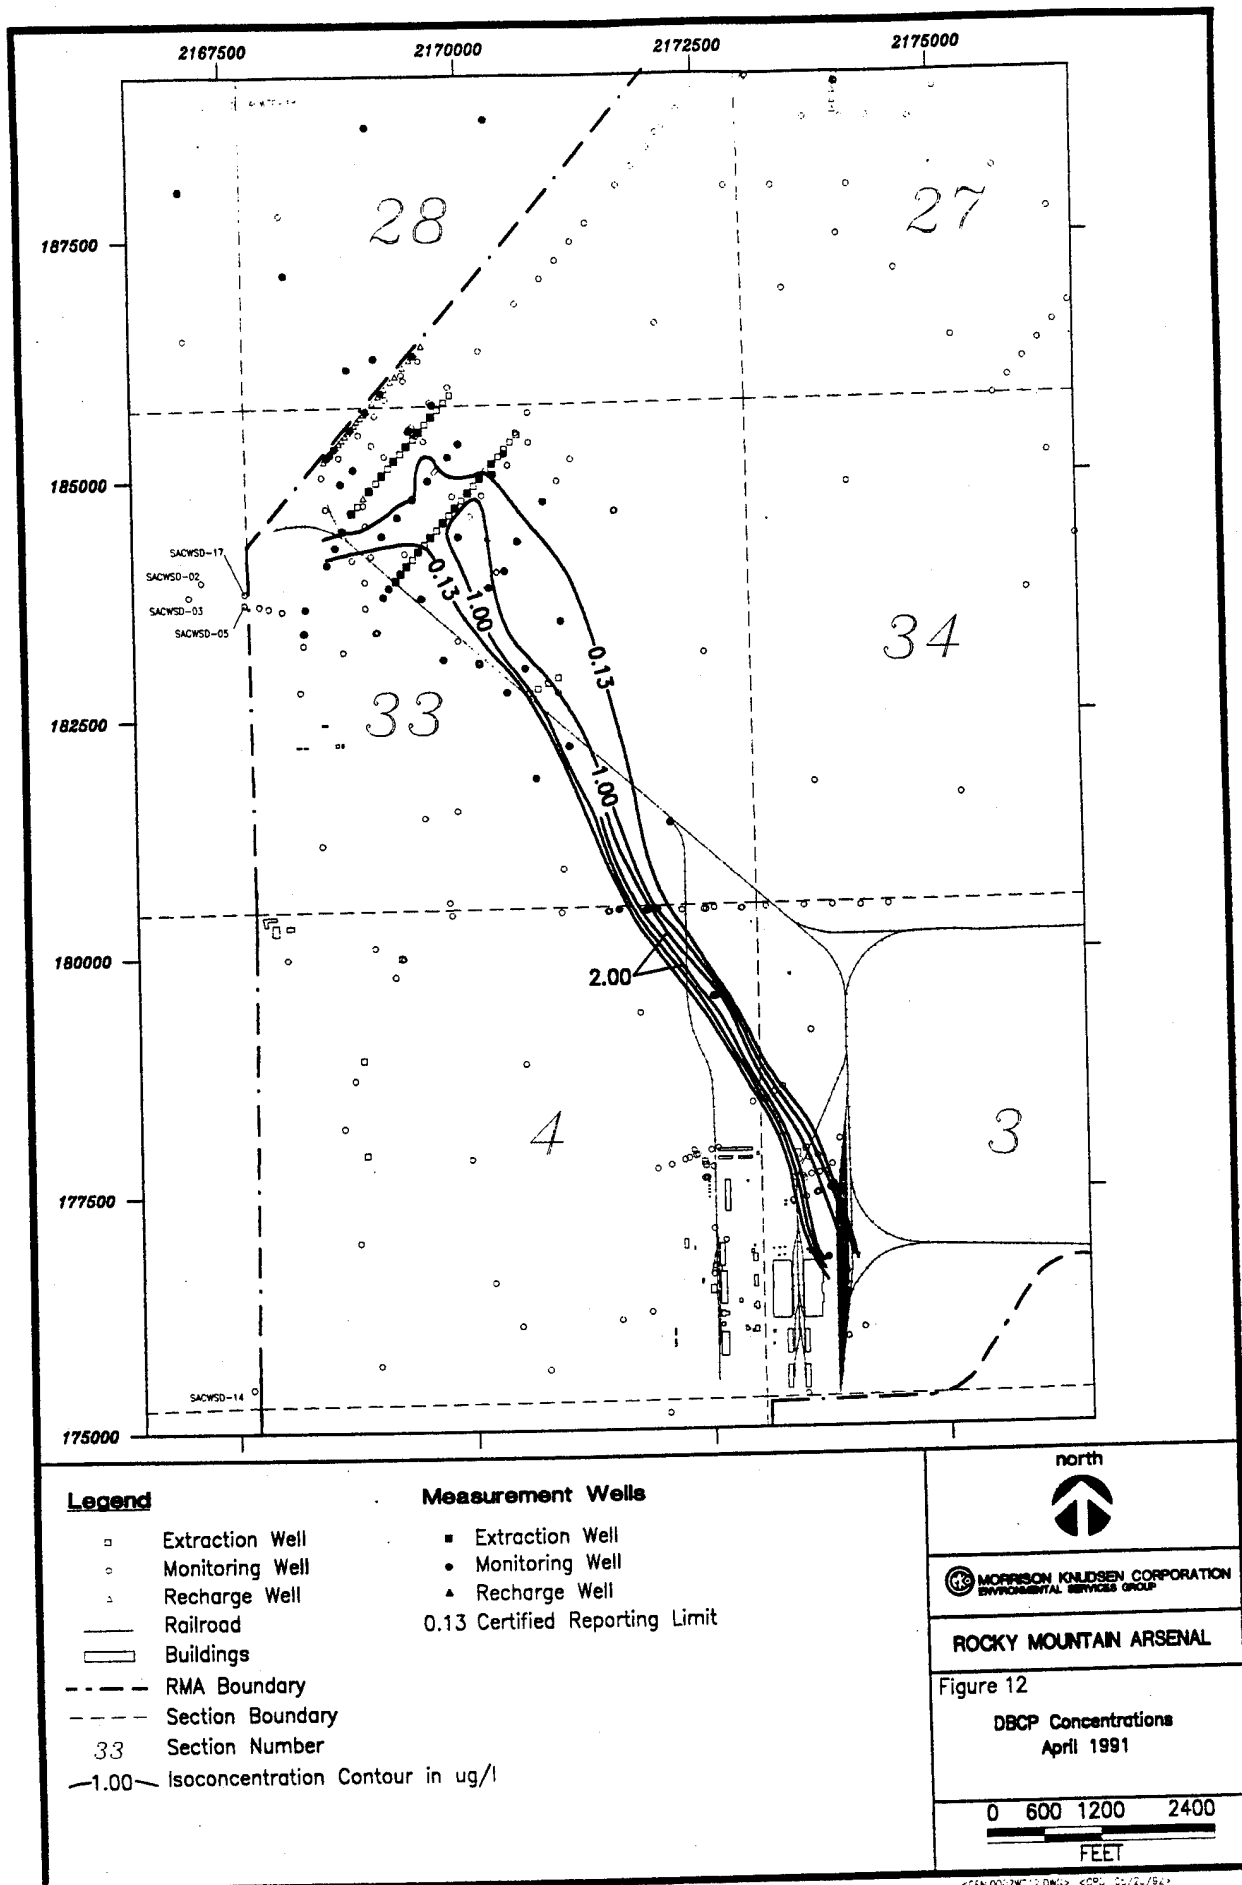 2167500 2170000 2172500 2175000
28
27
187500
185000
SACWSD-17
SACWSD-02
SACWSD-03
SACWSD-05
0.13
1.00
0.13
34
33
182500
1.00
180000
2.00
4
3
177500
SACWSD-14
175000
Legend
Extraction Well
Monitoring Well
Recharge Well
Railroad
Buildings
RMA Boundary
Section Boundary
33 Section Number
1.00 Isoconcentration Contour in ug/l
Measurement Wells
Extraction Well
Monitoring Well
Recharge Well
0.13 Certified Reporting Limit
north
MORRISON KNUDSEN CORPORATION
ENVIRONMENTAL SERVICES GROUP
ROCKY MOUNTAIN ARSENAL
Figure 12
DBCP Concentrations
April 1991
0 600 1200 2400
FEET